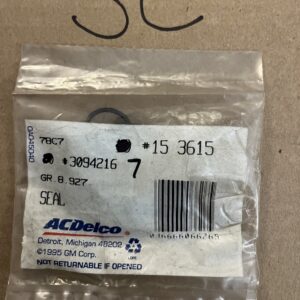 JC
78C7
#15 3615
#3094216 7
GR 8.927
SEAL
ACDelco
Detroit, Michigan 48202
©1995 GM Corp.
NOT RETURNABLE IF OPENED